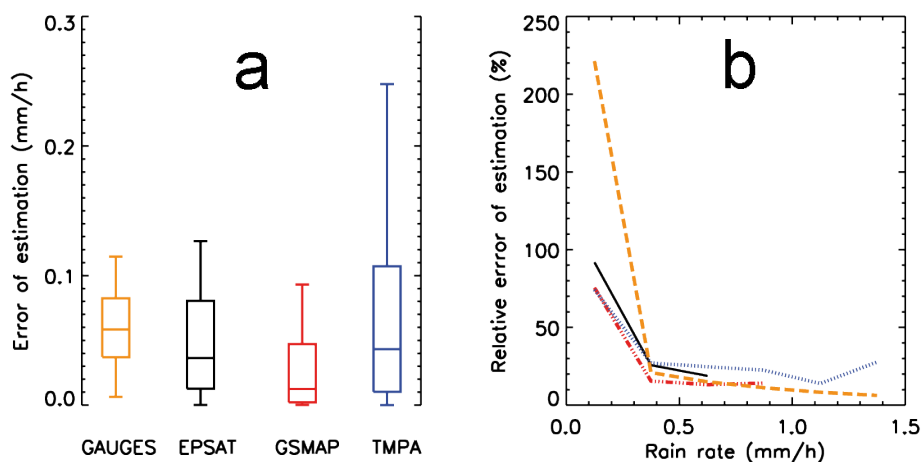 a
Error of estimation (mm/h)
0.3
0.2
0.1
0.0
GAUGES EPSAT GSMAP TMPA
b
Relative errror of estimation (%)
250
200
150
100
50
0
0.0 0.5 1.0 1.5
Rain rate (mm/h)